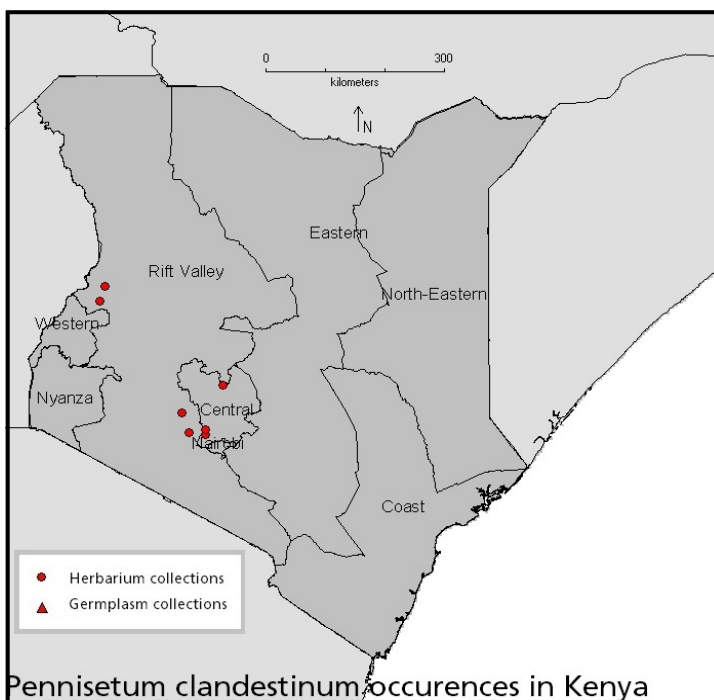 0 300
kilometers
N
Eastern
Rift Valley
North-Eastern
Western
Nyanza
Central
Nairobi
Coast
Herbarium collections
Germplasm collections
Pennisetum clandestinum occurences in Kenya